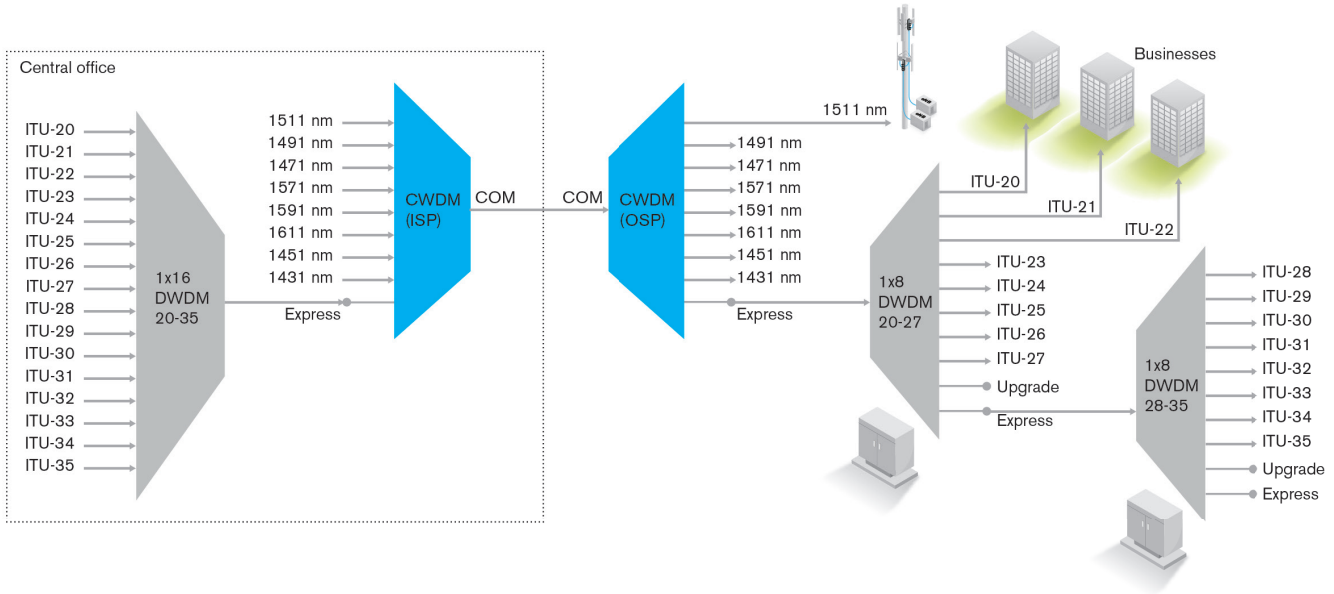 Central office
ITU-20
ITU-21
ITU-22
ITU-23
ITU-24
ITU-25
ITU-26
ITU-27
ITU-28
ITU-29
ITU-30
ITU-31
ITU-32
ITU-33
ITU-34
ITU-35
1x16
DWDM
20-35
1511 nm
1491 nm
1471 nm
1571 nm
1591 nm
1611 nm
1451 nm
1431 nm
Express
CWDM
(ISP)
COM
COM
CWDM
(OSP)
1511 nm
1491 nm
1471 nm
1571 nm
1591 nm
1611 nm
1451 nm
1431 nm
Express
Businesses
1x8
DWDM
20-27
ITU-20
ITU-21
ITU-22
ITU-23
ITU-24
ITU-25
ITU-26
ITU-27
Upgrade
Express
1x8
DWDM
28-35
ITU-28
ITU-29
ITU-30
ITU-31
ITU-32
ITU-33
ITU-34
ITU-35
Upgrade
Express